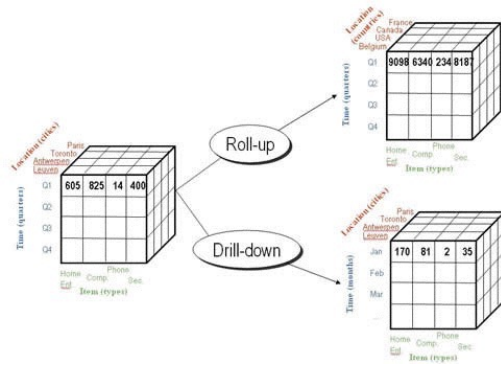 Location (cities)
Paris
Toronto
Antwerpen
Leuven
Time (quarters)
Q1
Q2
Q3
Q4
605 825 14 400
Home
Ent.
Comp.
Phone
Sec.
Item (types)
Roll-up
Drill-down
Location
(countries)
France
Canada
USA
Belgium
Time (quarters)
Q1
Q2
Q3
Q4
9098 6340 234 8187
Home
Ent.
Comp.
Phone
Sec.
Item (types)
Location (cities)
Paris
Toronto
Antwerpen
Leuven
Time (months)
Jan
Feb
Mar
170 81 2 35
Home
Ent.
Comp.
Phone
Sec.
Item (types)